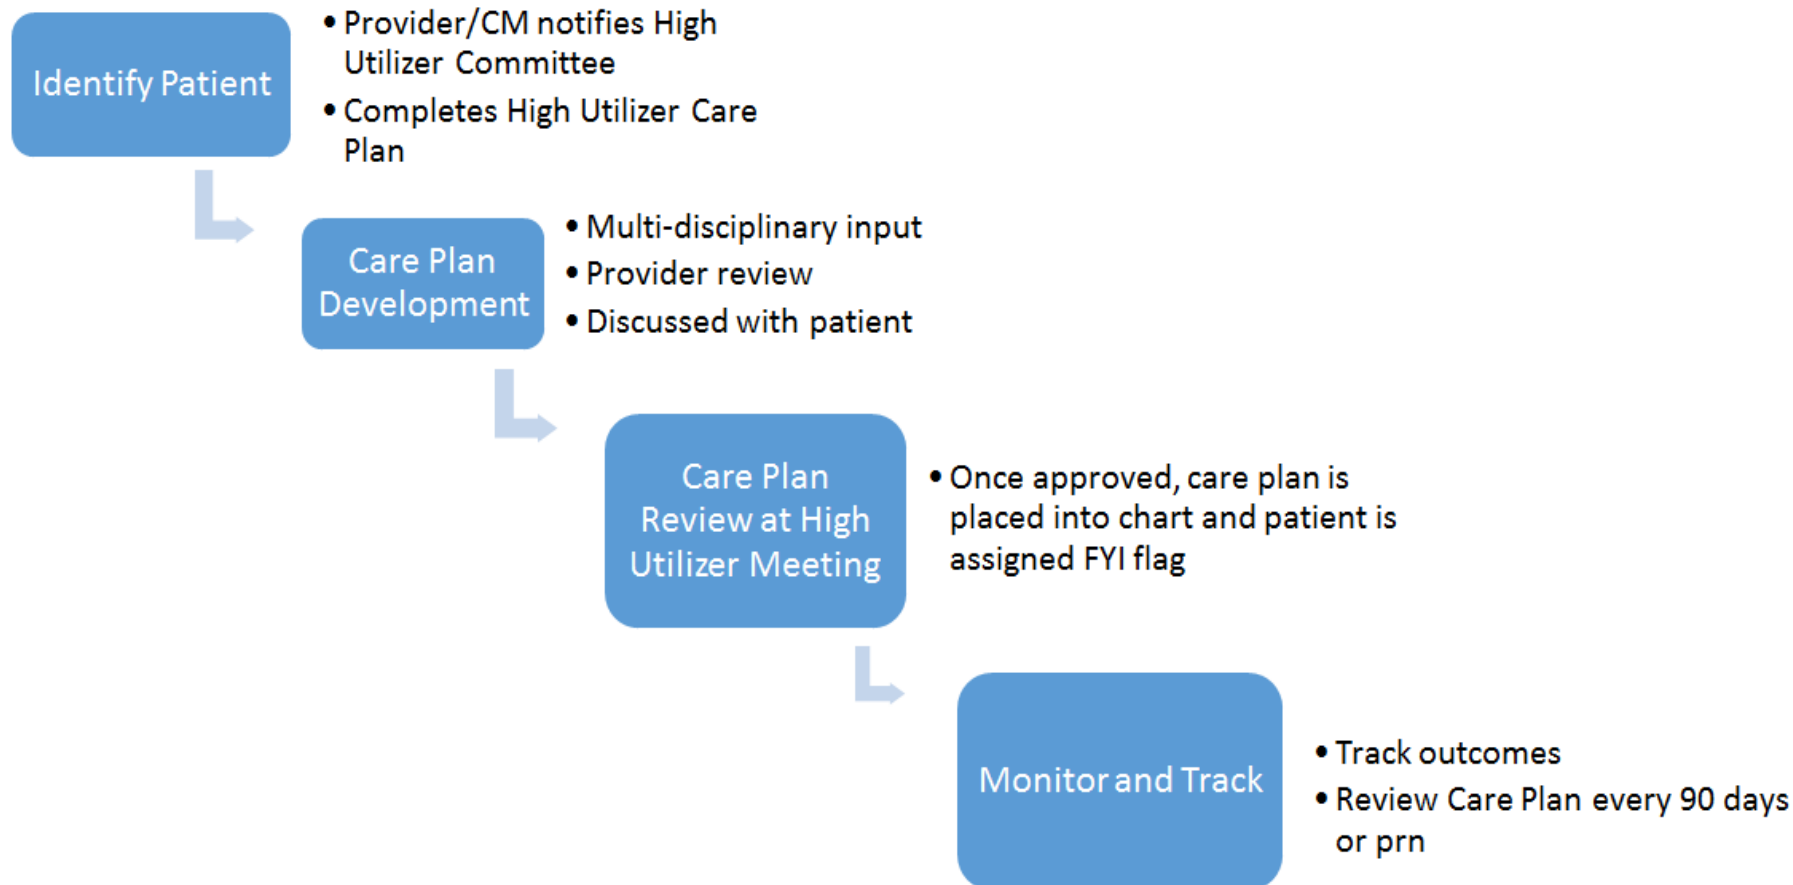 Identify Patient
• Provider/CM notifies High
Utilizer Committee
• Completes High Utilizer Care
Plan
Care Plan
Development
• Multi-disciplinary input
• Provider review
• Discussed with patient
Care Plan
Review at High
Utilizer Meeting
• Once approved, care plan is
placed into chart and patient is
assigned FYI flag
Monitor and Track
• Track outcomes
• Review Care Plan every 90 days
or prn